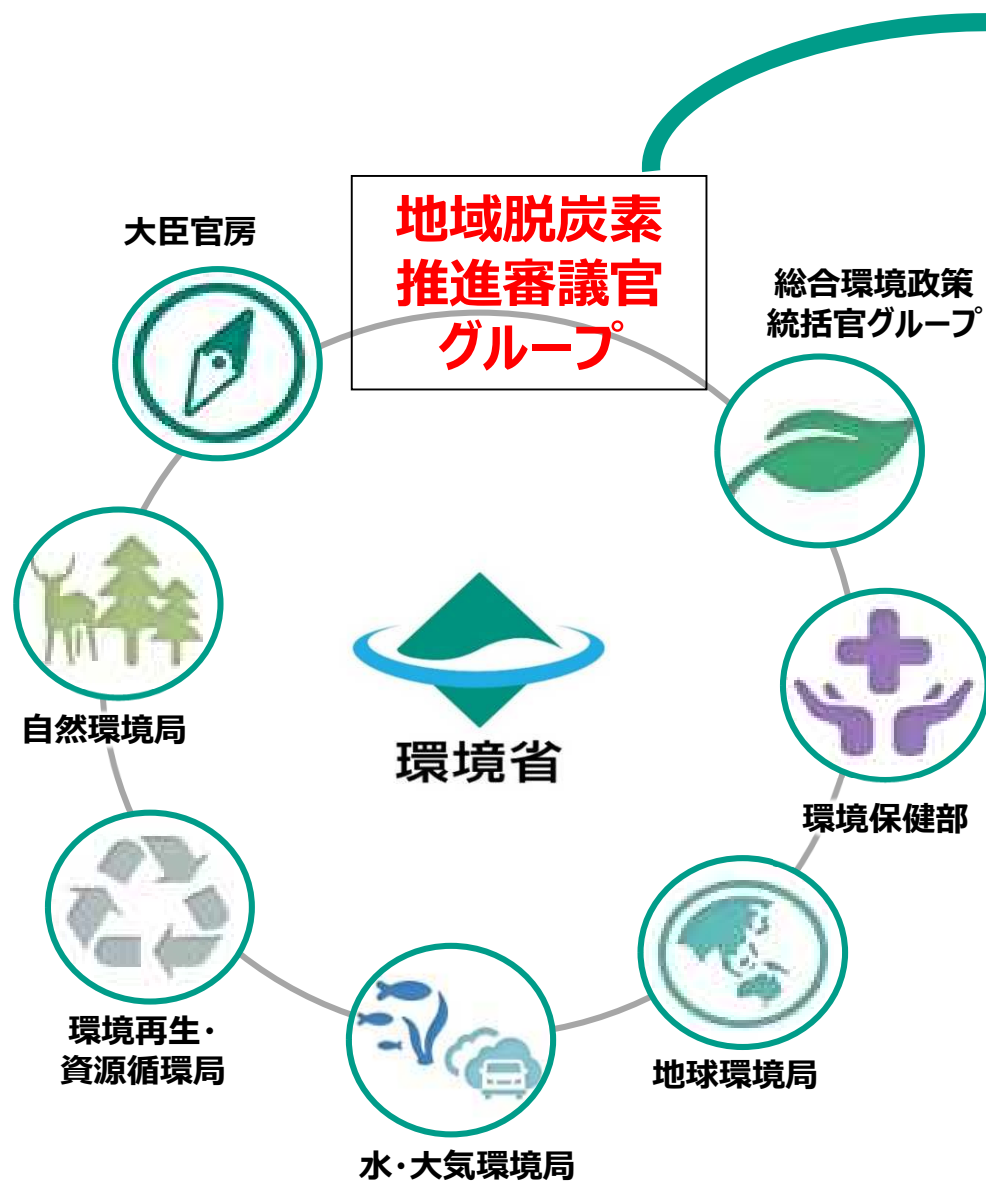 地域脱炭素
推進審議官
グループ
大臣官房
総合環境政策
統括官グループ
自然環境局
環境省
環境保健部
環境再生・
資源循環局
地球環境局
水・大気環境局